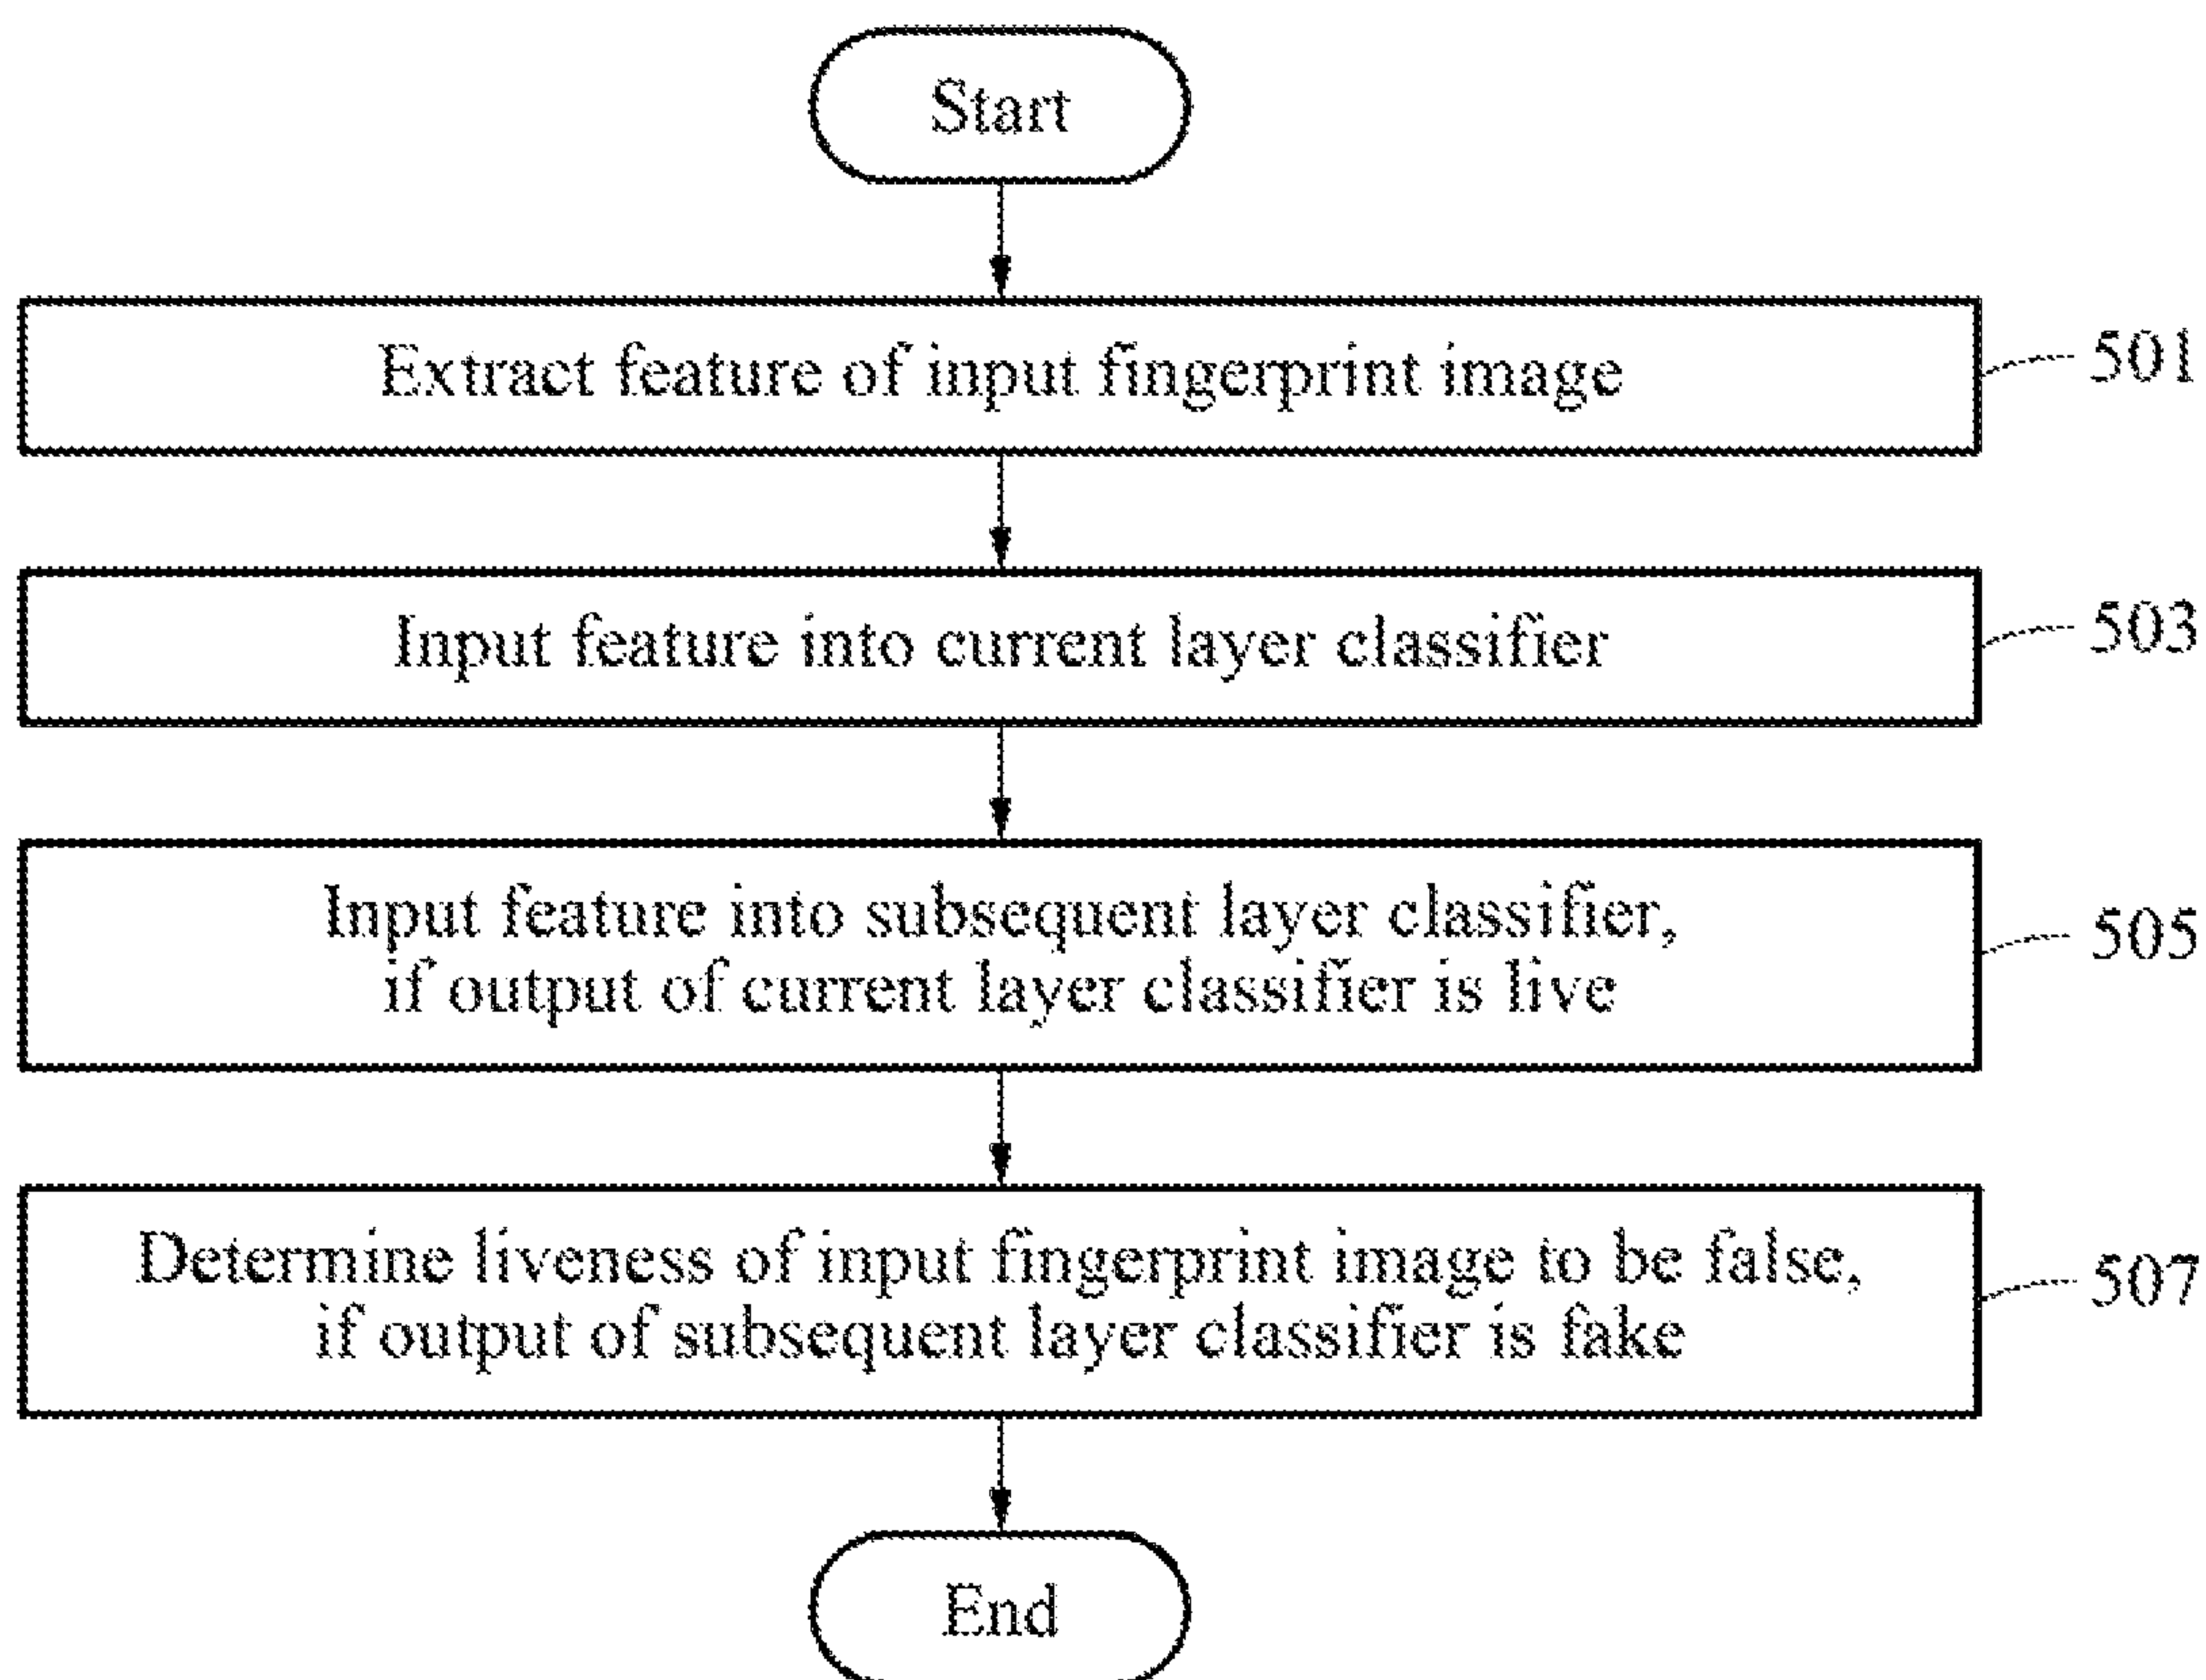 Start
Extract feature of input fingerprint image
501
Input feature into current layer classifier
503
Input feature into subsequent layer classifier,
if output of current layer classifier is live
505
Determine liveness of input fingerprint image to be false,
if output of subsequent layer classifier is fake
507
End